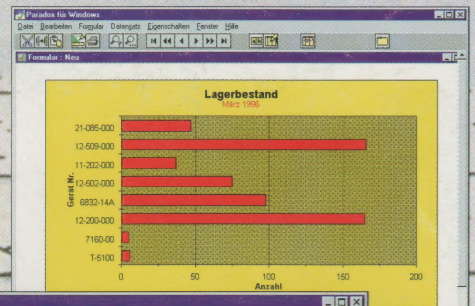 Paradox für Windows
Datei Bearbeiten Formular Datensatz Eigenschaften Fenster Hilfe
Formular : Neu
Lagerbestand
März 1996
21-085-000
12-509-000
11-202-000
12-502-000
6832-14A
12-200-000
7160-00
T-5100
Gerät Nr.
0 50 100 150 200
Anzahl